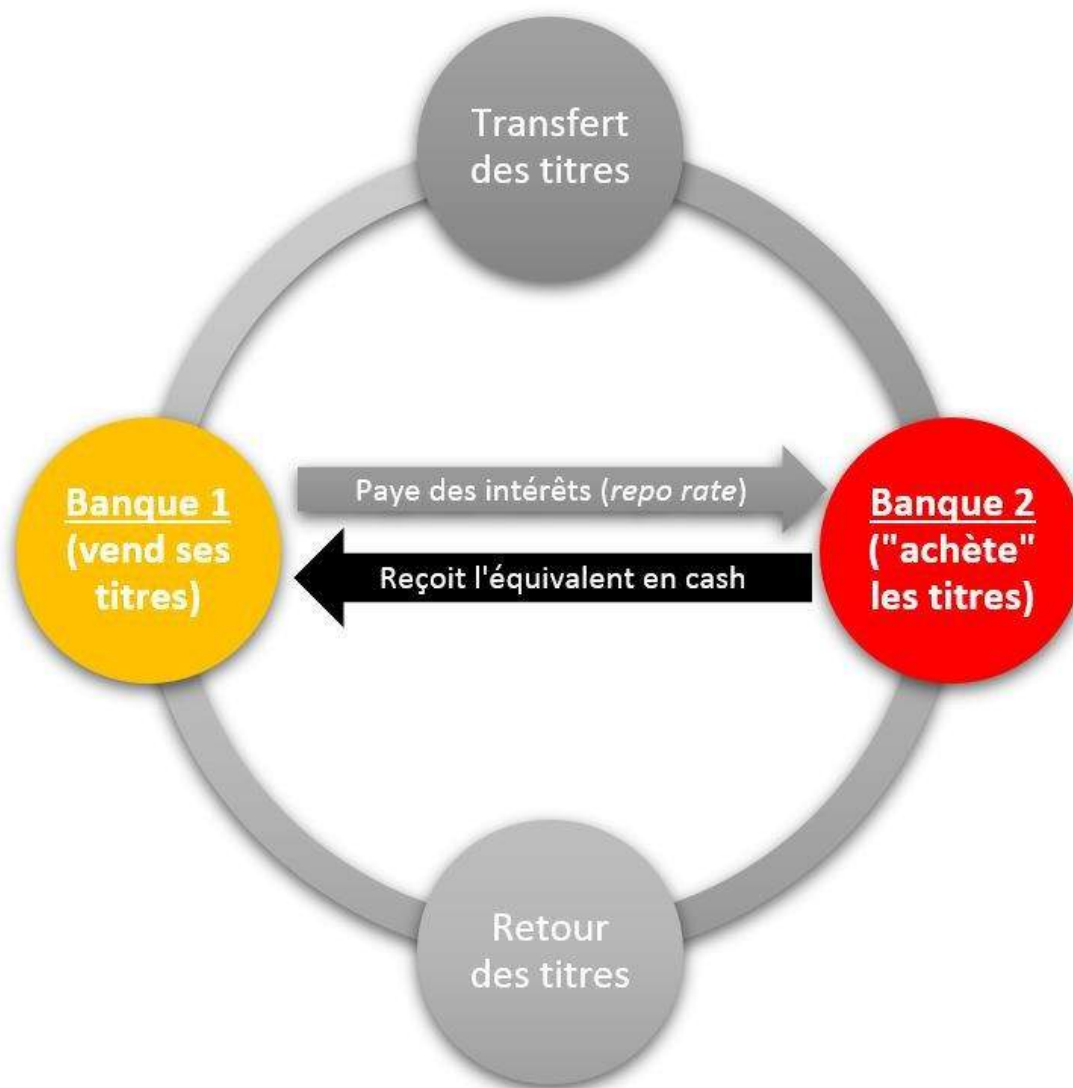 Transfert
des titres
Banque 1
(vend ses
titres)
Paye des intérêts (repo rate)
Reçoit l'équivalent en cash
Banque 2
("achète"
les titres)
Retour
des titres